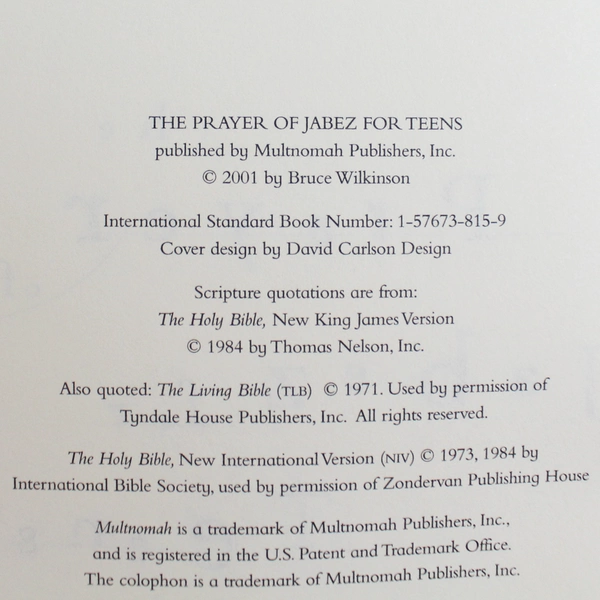 THE PRAYER OF JABEZ FOR TEENS
published by Multnomah Publishers, Inc.
© 2001 by Bruce Wilkinson
International Standard Book Number: 1-57673-815-9
Cover design by David Carlson Design
Scripture quotations are from:
The Holy Bible, New King James Version
© 1984 by Thomas Nelson, Inc.
Also quoted: The Living Bible (TLB) © 1971. Used by permission of
Tyndale House Publishers, Inc. All rights reserved.
The Holy Bible, New International Version (NIV) © 1973, 1984 by
International Bible Society, used by permission of Zondervan Publishing House
Multnomah is a trademark of Multnomah Publishers, Inc.,
and is registered in the U.S. Patent and Trademark Office.
The colophon is a trademark of Multnomah Publishers, Inc.